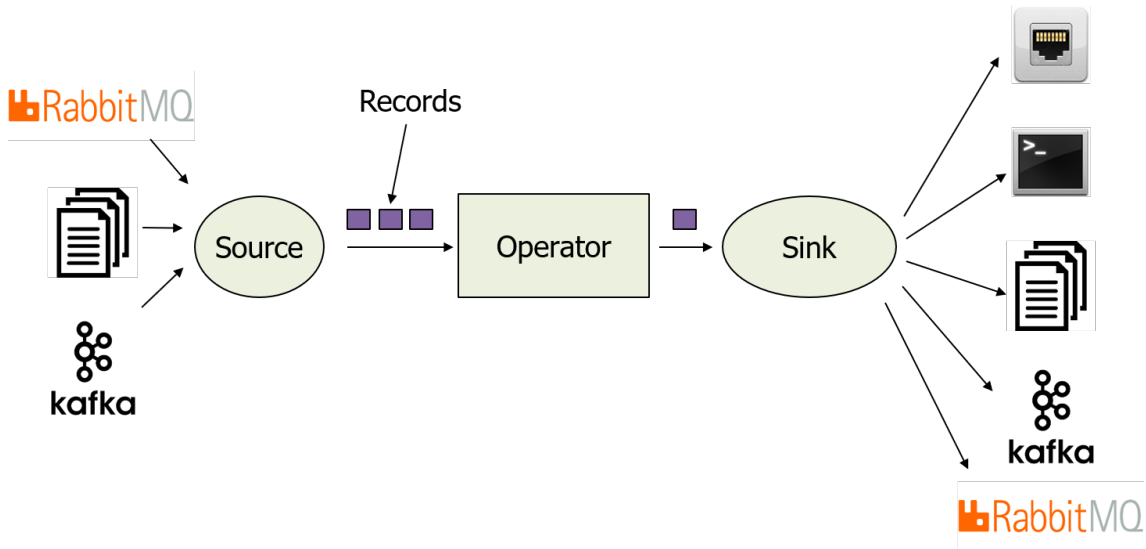 RabbitMQ
Records
Source
Operator
Sink
kafka
>_
kafka
RabbitMQ